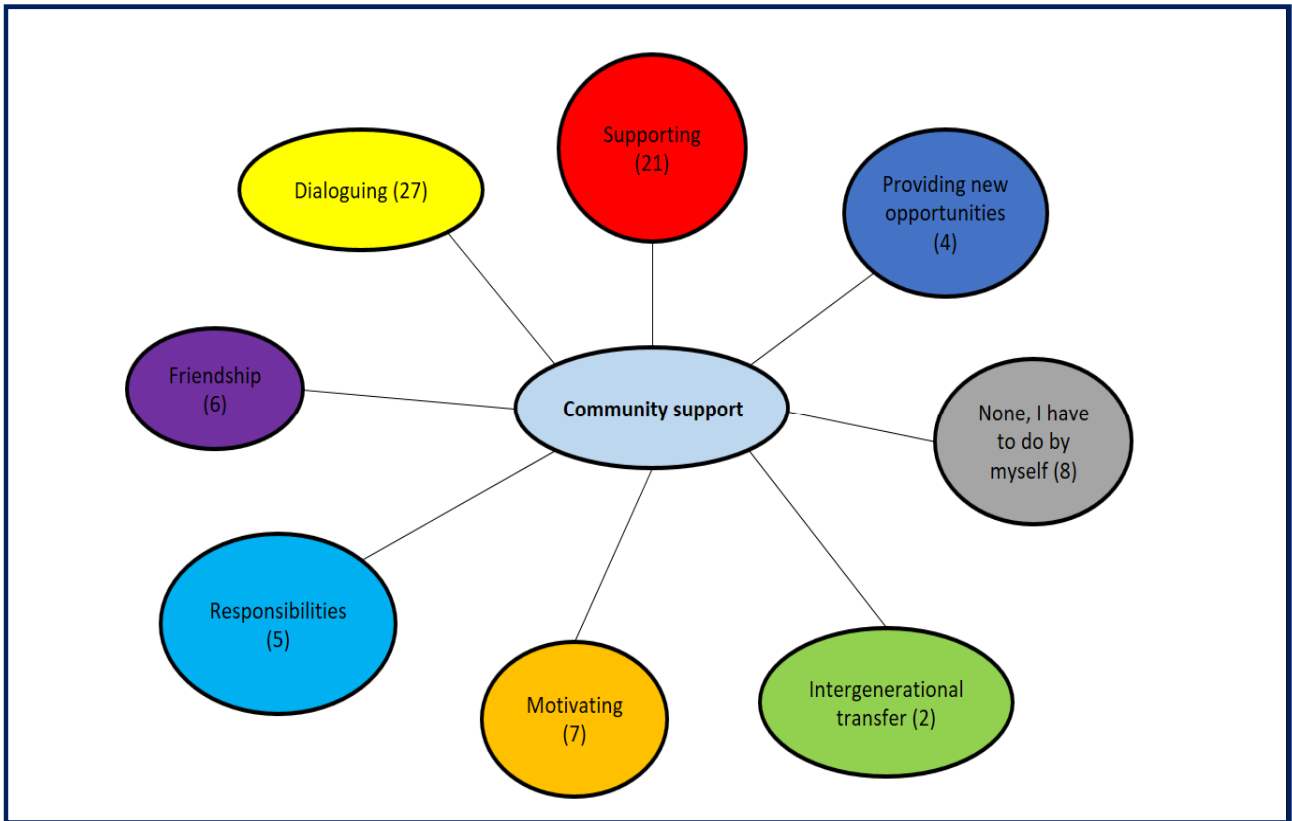 Supporting
(21)
Dialoguing (27)
Providing new
opportunities
(4)
Friendship
(6)
Community support
None, I have
to do by
myself (8)
Responsibilities
(5)
Motivating
(7)
Intergenerational
transfer (2)